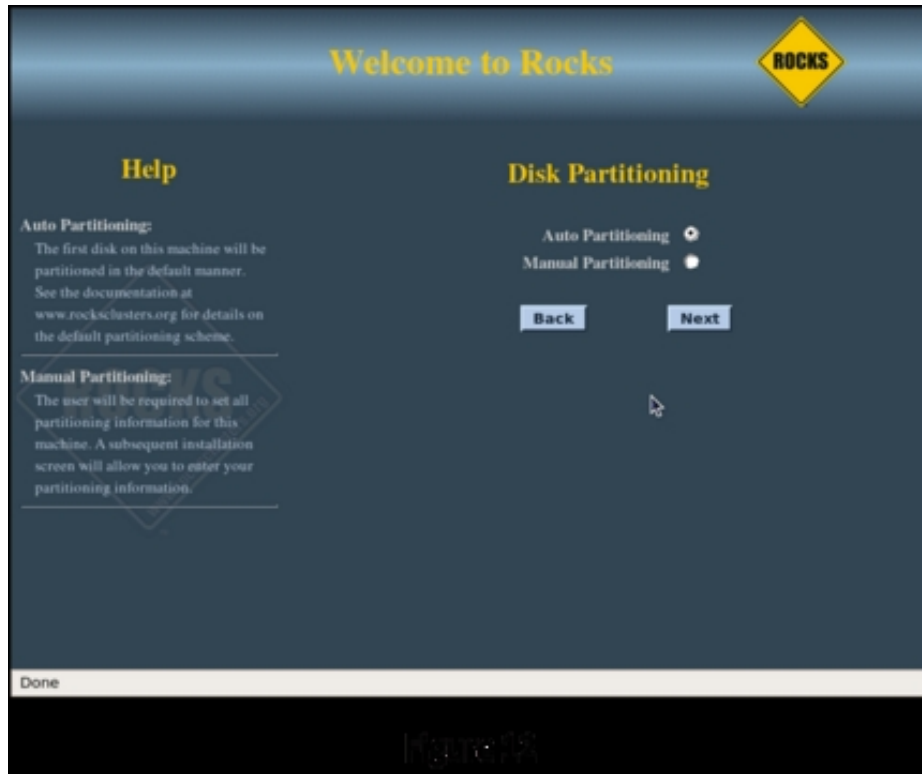 Welcome to Rocks
ROCKS
Help
Auto Partitioning:
The first disk on this machine will be
partitioned in the default manner.
See the documentation at
www.rocksclusters.org for details on
the default partitioning scheme.
Manual Partitioning:
The user will be required to set all
partitioning information for this
machine. A subsequent installation
screen will allow you to enter your
partitioning information.
ROCKS
Disk Partitioning
Auto Partitioning
Manual Partitioning
Back
Next
Done